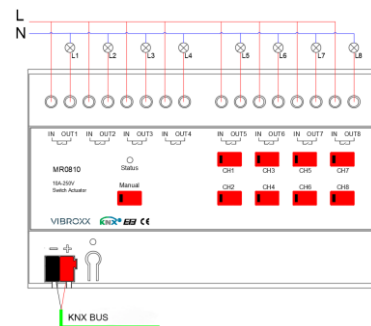 L
N
L1 L2 L3 L4 L5 L6 L7 L8
IN OUT1 IN OUT2 IN OUT3 IN OUT4 IN OUT5 IN OUT6 IN OUT7 IN OUT8
MR0810
16A-250V
Switch Actuator
Status
Manual
CH1 CH3 CH5 CH7
CH2 CH4 CH6 CH8
VIBROXX KNX EIB CE
− +
KNX BUS